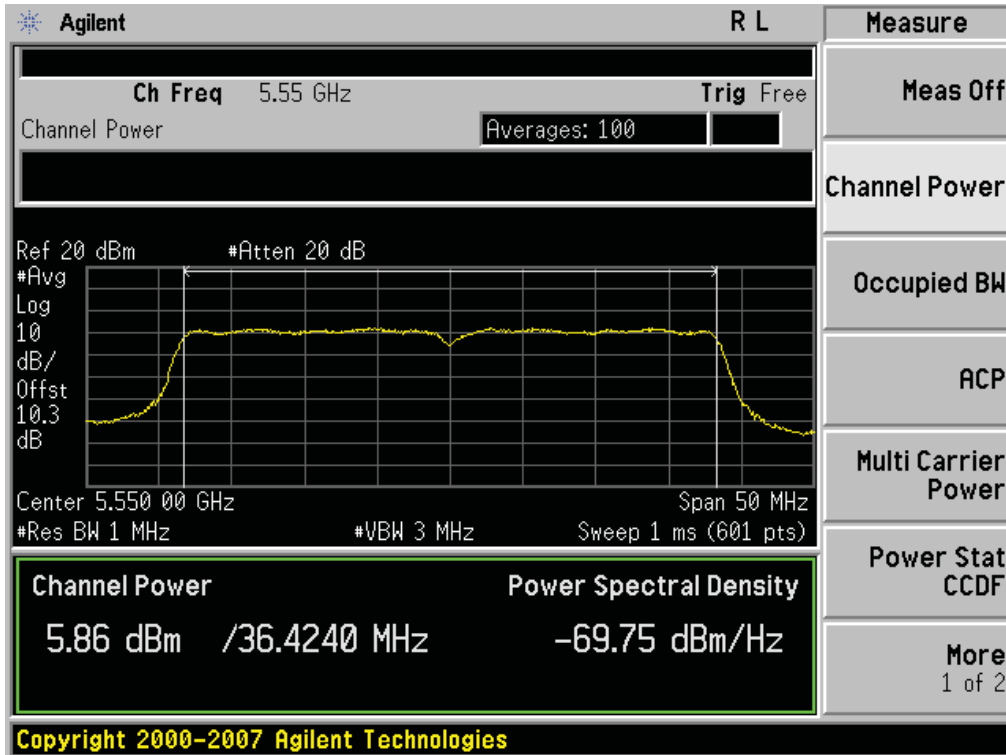 Agilent
R L
Measure
Ch Freq 5.55 GHz
Trig Free
Channel Power
Averages: 100
Ref 20 dBm
#Atten 20 dB
#Avg
Log
10
dB/
Offst
10.3
dB
Center 5.550 00 GHz
Span 50 MHz
#Res BW 1 MHz
#VBW 3 MHz
Sweep 1 ms (601 pts)
Channel Power
Power Spectral Density
5.86 dBm /36.4240 MHz
-69.75 dBm/Hz
Meas Off
Channel Power
Occupied BW
ACP
Multi Carrier
Power
Power Stat
CCDF
More
1 of 2
Copyright 2000-2007 Agilent Technologies